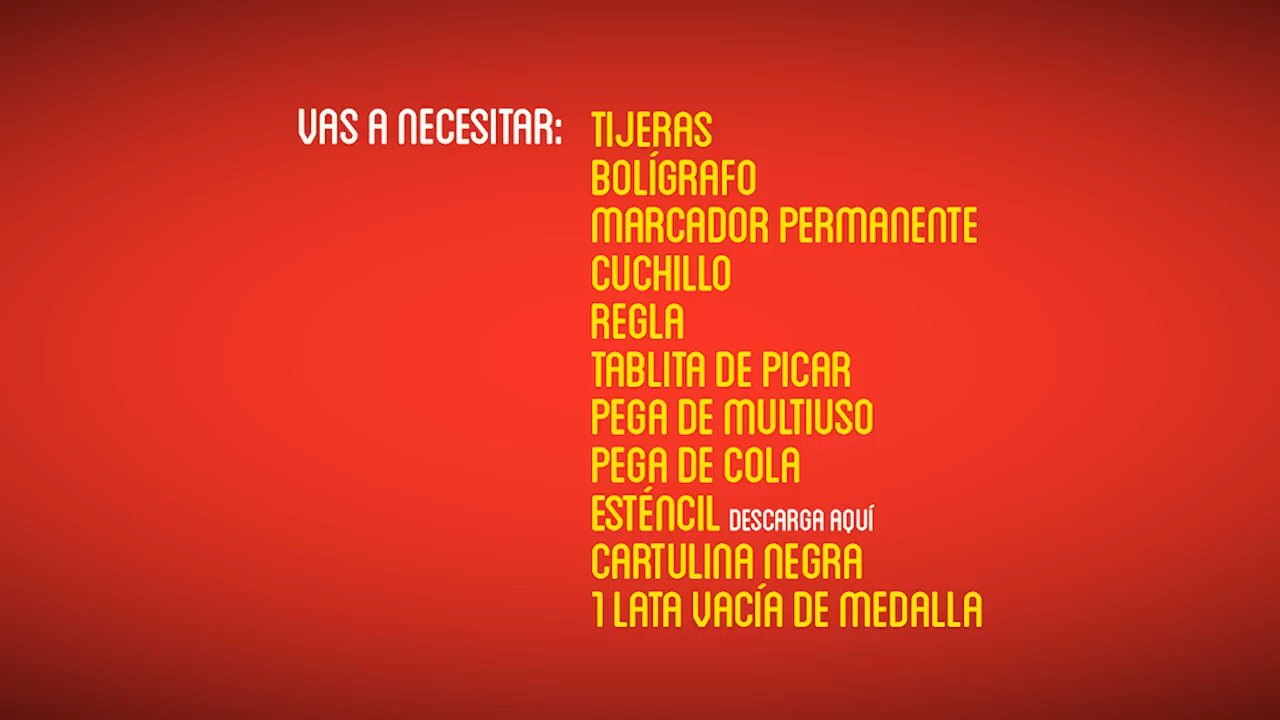 VAS A NECESITAR: TIJERAS
BOLÍGRAFO
MARCADOR PERMANENTE
CUCHILLO
REGLA
TABLITA DE PICAR
PEGA DE MULTIUSO
PEGA DE COLA
ESTÉNCIL DESCARGA AQUÍ
CARTULINA NEGRA
1 LATA VACÍA DE MEDALLA